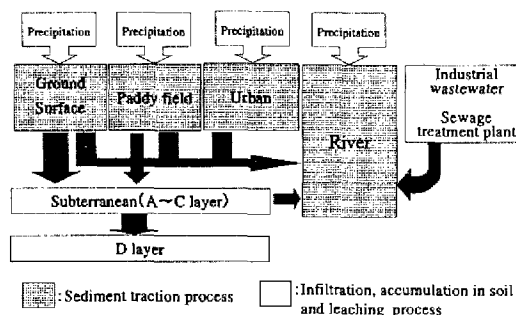 Precipitation
Precipitation
Precipitation
Precipitation
Ground
Surface
Paddy field
Urban
River
Industrial
wastewater
Sewage
treatment plant
Subterranean(A～C layer)
D layer
:Sediment traction process
:Infiltration, accumulation in soil
and leaching process